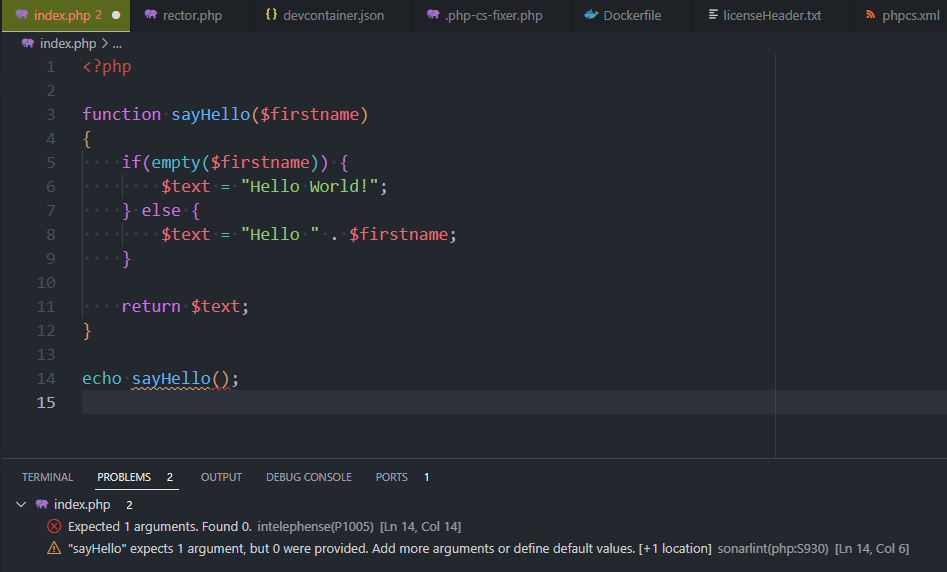 index.php 2 rector.php {} devcontainer.json .php-cs-fixer.php Dockerfile licenseHeader.txt phpcs.xml
index.php > ...
1 <?php
2
3 function sayHello($firstname)
4 {
5     if(empty($firstname)) {
6         $text = "Hello World!";
7     } else {
8         $text = "Hello " . $firstname;
9     }
10
11     return $text;
12 }
13
14 echo sayHello();
15
TERMINAL PROBLEMS 2 OUTPUT DEBUG CONSOLE PORTS 1
index.php 2
Expected 1 arguments. Found 0. intelephense(P1005) [Ln 14, Col 14]
"sayHello" expects 1 argument, but 0 were provided. Add more arguments or define default values. [+1 location] sonarlint(php:S930) [Ln 14, Col 6]